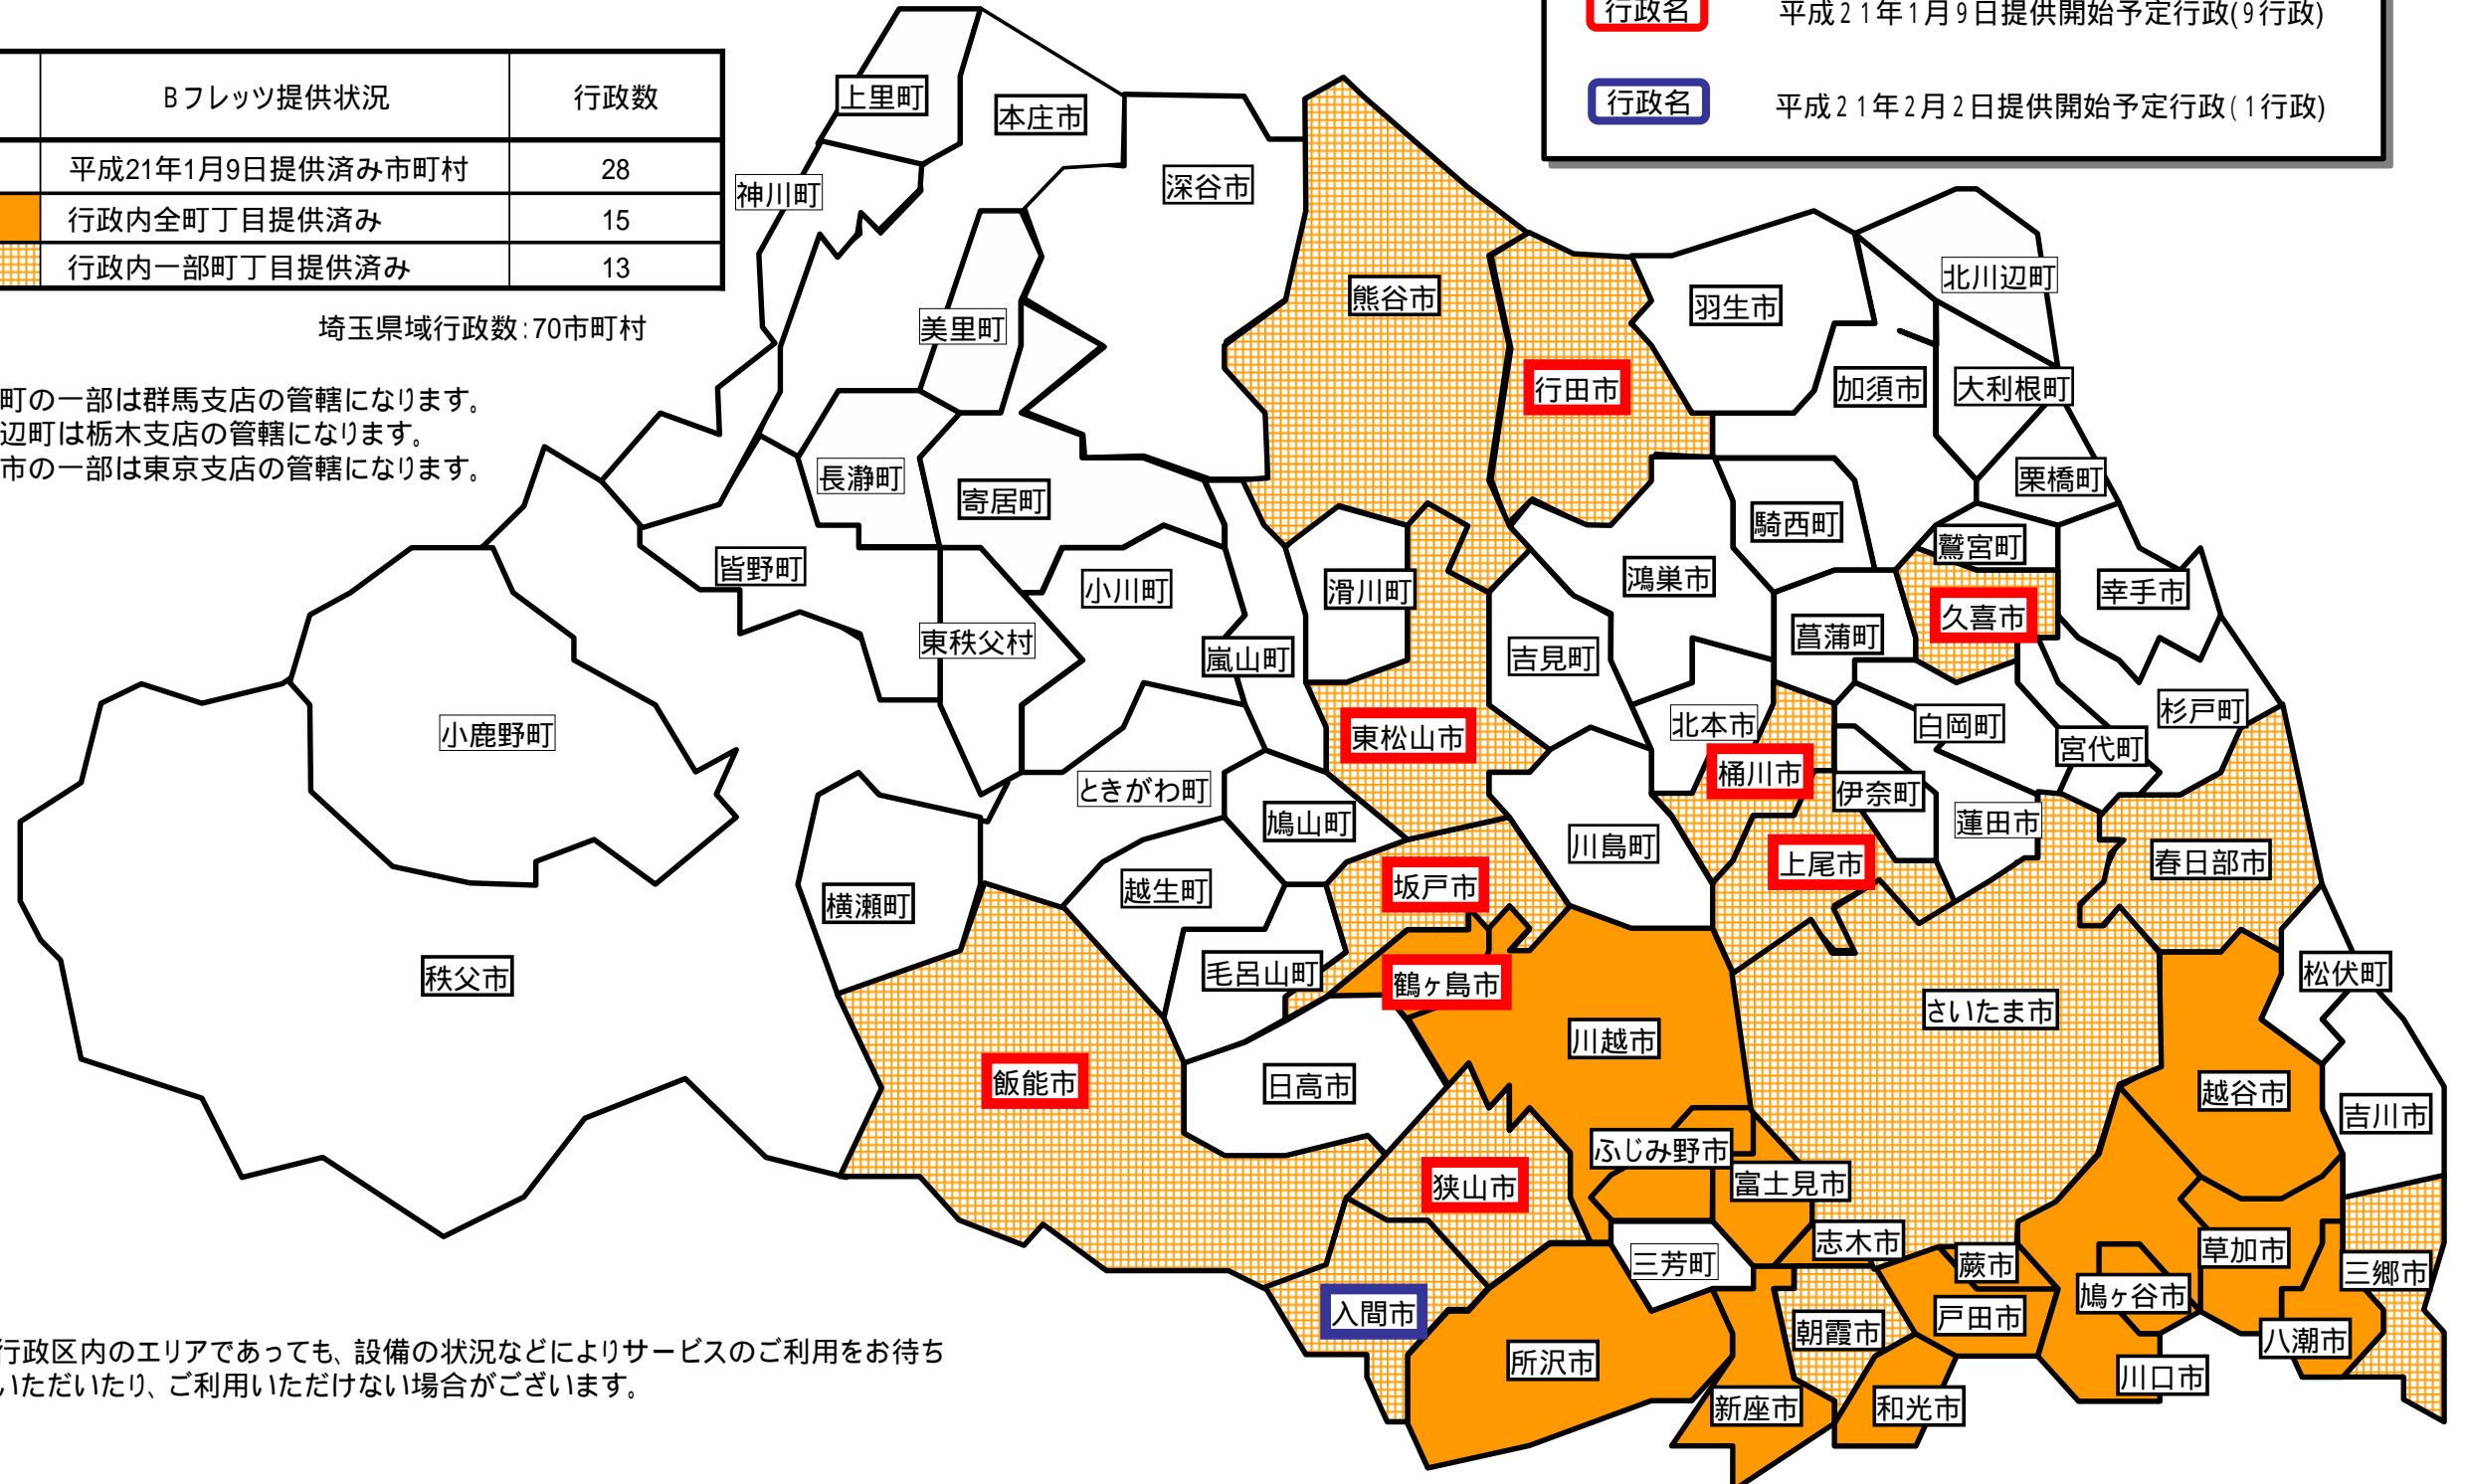 行政名 平成21年1月9日提供開始予定行政(9行政)
行政名 平成21年2月2日提供開始予定行政(1行政)
Bフレッツ提供状況 行政数
平成21年1月9日提供済み市町村 28
行政内全町丁目提供済み 15
行政内一部町丁目提供済み 13
埼玉県域行政数:70市町村
町の一部は群馬支店の管轄になります。
辺町は栃木支店の管轄になります。
市の一部は東京支店の管轄になります。
上里町
本庄市
神川町
深谷市
熊谷市
美里町
羽生市
北川辺町
行田市
加須市
大利根町
長瀞町
寄居町
栗橋町
騎西町
鷲宮町
皆野町
小川町
滑川町
鴻巣市
幸手市
久喜市
東秩父村
嵐山町
吉見町
菖蒲町
小鹿野町
東松山市
北本市
白岡町
杉戸町
宮代町
桶川市
ときがわ町
伊奈町
鳩山町
川島町
蓮田市
上尾市
春日部市
横瀬町
越生町
坂戸市
秩父市
毛呂山町
鶴ヶ島市
松伏町
さいたま市
川越市
飯能市
日高市
越谷市
吉川市
ふじみ野市
狭山市
富士見市
志木市
三芳町
蕨市
草加市
三郷市
入間市
鳩ヶ谷市
戸田市
朝霞市
八潮市
所沢市
川口市
新座市
和光市
行政区内のエリアであっても、設備の状況などによりサービスのご利用をお待ち
いただいたり、ご利用いただけない場合がございます。